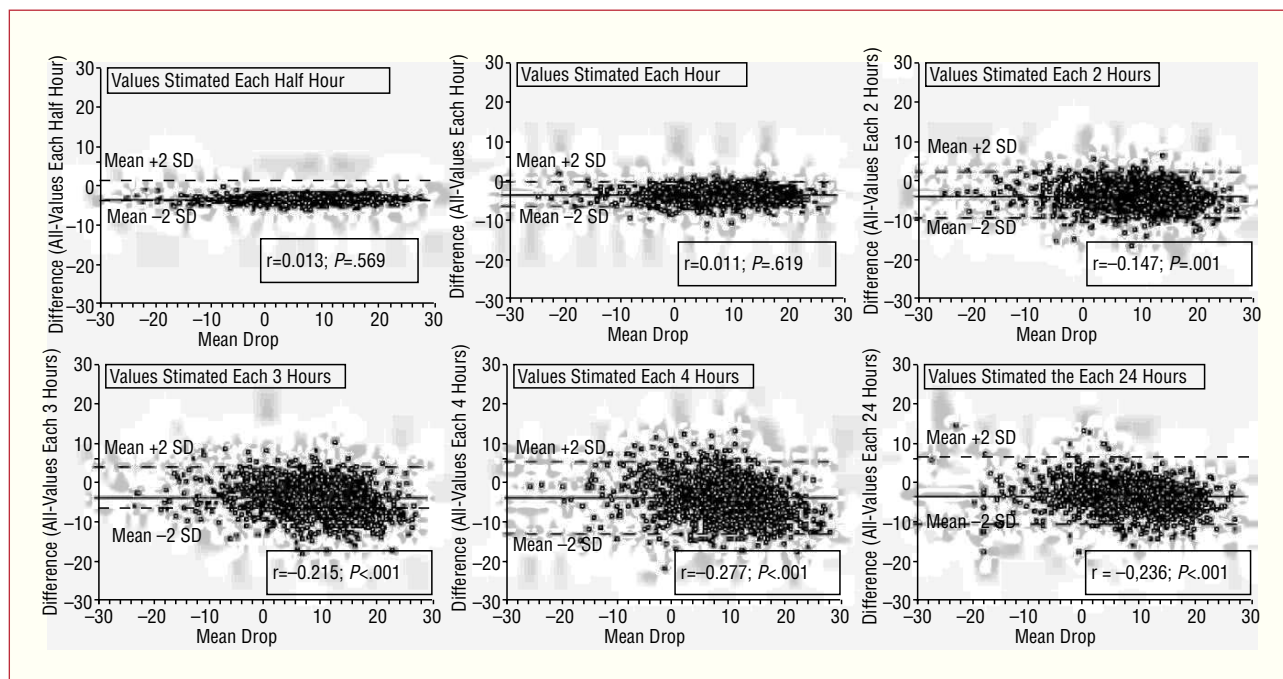 Values Stimated Each Half Hour
Difference (All-Values Each Half Hour)
30
20
10
0
–10
–20
–30
Mean +2 SD
Mean –2 SD
r=0.013; P=.569
–30 –20 –10 0 10 20 30
Mean Drop
Values Stimated Each Hour
Difference (All-Values Each Hour)
30
20
10
0
–10
–20
–30
Mean +2 SD
Mean –2 SD
r=0.011; P=.619
–30 –20 –10 0 10 20 30
Mean Drop
Values Stimated Each 2 Hours
Difference (All-Values Each 2 Hours)
30
20
10
0
–10
–20
–30
Mean +2 SD
Mean –2 SD
r=–0.147; P=.001
–30 –20 –10 0 10 20 30
Mean Drop
Values Stimated Each 3 Hours
Difference (All-Values Each 3 Hours)
30
20
10
0
–10
–20
–30
Mean +2 SD
Mean –2 SD
r=–0.215; P<.001
–30 –20 –10 0 10 20 30
Mean Drop
Values Stimated Each 4 Hours
Difference (All-Values Each 4 Hours)
30
20
10
0
–10
–20
–30
Mean +2 SD
Mean –2 SD
r=–0.277; P<.001
–30 –20 –10 0 10 20 30
Mean Drop
Values Stimated the Each 24 Hours
Difference (All-Values Each 24 Hours)
30
20
10
0
–10
–20
–30
Mean +2 SD
Mean –2 SD
r = –0,236; P<.001
–30 –20 –10 0 10 20 30
Mean Drop